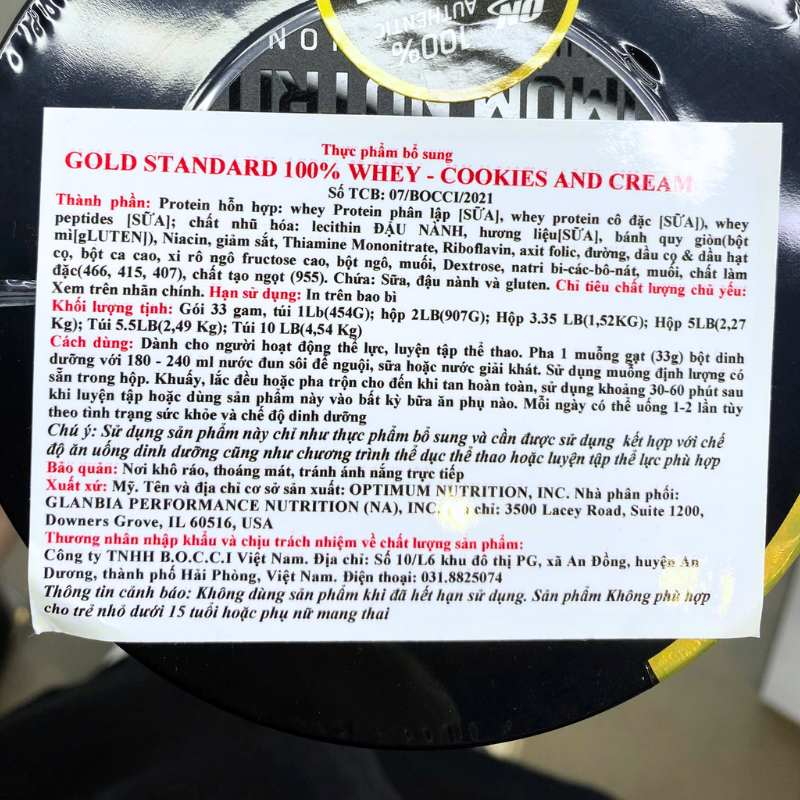 ON
AUTHENTIC
100%
Thực phẩm bổ sung
GOLD STANDARD 100% WHEY - COOKIES AND CREAM
Số TCB: 07/BOCCI/2021
Thành phần: Protein hỗn hợp: whey Protein phân lập [SỮA], whey protein cô đặc [SỮA]), whey
peptides [SỮA]; chất nhũ hóa: lecithin ĐẬU NÀNH, hương liệu[SỮA], bánh quy giòn(bột
mì[gLUTEN]), Niacin, giảm sắt, Thiamine Mononitrate, Riboflavin, axit folic, đường, dầu cọ & dầu hạt
cọ, bột ca cao, xi rô ngô fructose cao, bột ngô, muối, Dextrose, natri bi-các-bô-nát, muối, chất làm
đặc(466, 415, 407), chất tạo ngọt (955). Chứa: Sữa, đậu nành và gluten. Chỉ tiêu chất lượng chủ yếu:
Xem trên nhãn chính. Hạn sử dụng: In trên bao bì
Khối lượng tịnh: Gói 33 gam, túi 1Lb(454G); hộp 2LB(907G); Hộp 3.35 LB(1,52KG); Hộp 5LB(2,27
Kg); Túi 5.5LB(2,49 Kg); Túi 10 LB(4,54 Kg)
Cách dùng: Dành cho người hoạt động thể lực, luyện tập thể thao. Pha 1 muỗng gạt (33g) bột dinh
dưỡng với 180 - 240 ml nước đun sôi để nguội, sữa hoặc nước giải khát. Sử dụng muỗng định lượng có
sẵn trong hộp. Khuấy, lắc đều hoặc pha trộn cho đến khi tan hoàn toàn, sử dụng khoảng 30-60 phút sau
khi luyện tập hoặc dùng sản phẩm này vào bất kỳ bữa ăn phụ nào. Mỗi ngày có thể uống 1-2 lần tùy
theo tình trạng sức khỏe và chế độ dinh dưỡng
Chú ý: Sử dụng sản phẩm này chỉ như thực phẩm bổ sung và cần được sử dụng kết hợp với chế
độ ăn uống dinh dưỡng cũng như chương trình thể dục thể thao hoặc luyện tập thể lực phù hợp
Bảo quản: Nơi khô ráo, thoáng mát, tránh ánh nắng trực tiếp
Xuất xứ: Mỹ. Tên và địa chỉ cơ sở sản xuất: OPTIMUM NUTRITION, INC. Nhà phân phối:
GLANBIA PERFORMANCE NUTRITION (NA), INC. chỉ: 3500 Lacey Road, Suite 1200,
Downers Grove, IL 60516, USA
Thương nhân nhập khẩu và chịu trách nhiệm về chất lượng sản phẩm:
Công ty TNHH B.O.C.C.I Việt Nam. Địa chỉ: Số 10/L6 khu đô thị PG, xã An Đồng, huyện An
Dương, thành phố Hải Phòng, Việt Nam. Điện thoại: 031.8825074
Thông tin cảnh báo: Không dùng sản phẩm khi đã hết hạn sử dụng. Sản phẩm Không phù hợp
cho trẻ nhỏ dưới 15 tuổi hoặc phụ nữ mang thai